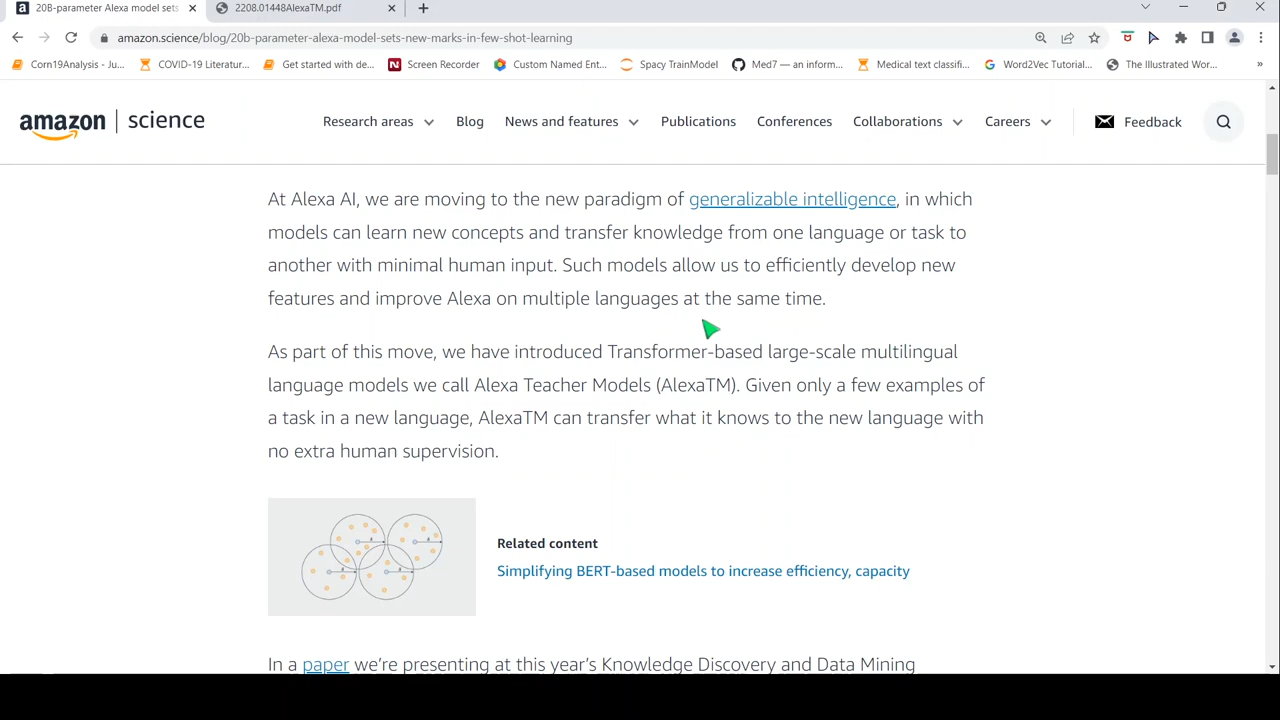 20B-parameter Alexa model sets
2208.01448AlexaTM.pdf
amazon.science/blog/20b-parameter-alexa-model-sets-new-marks-in-few-shot-learning
Corn19Analysis - Ju... COVID-19 Literatur... Get started with de... Screen Recorder Custom Named Ent... Spacy TrainModel Med7 — an inform... Medical text classifi... Word2Vec Tutorial... The Illustrated Wor... »
amazon | science Research areas Blog News and features Publications Conferences Collaborations Careers Feedback
At Alexa AI, we are moving to the new paradigm of generalizable intelligence, in which
models can learn new concepts and transfer knowledge from one language or task to
another with minimal human input. Such models allow us to efficiently develop new
features and improve Alexa on multiple languages at the same time.
As part of this move, we have introduced Transformer-based large-scale multilingual
language models we call Alexa Teacher Models (AlexaTM). Given only a few examples of
a task in a new language, AlexaTM can transfer what it knows to the new language with
no extra human supervision.
Related content
Simplifying BERT-based models to increase efficiency, capacity
In a paper we're presenting at this year's Knowledge Discovery and Data Mining